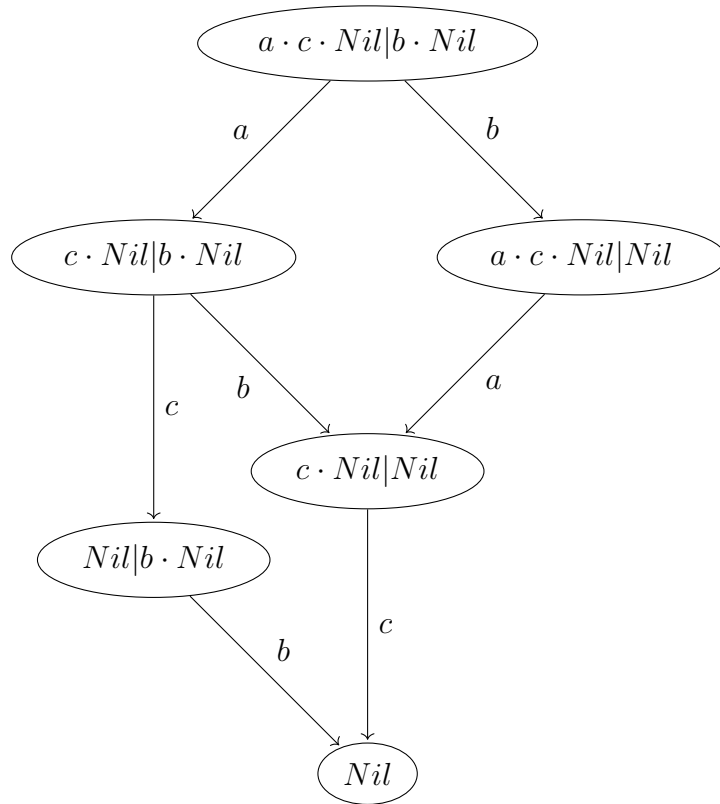 a · c · Nil|b · Nil
a
b
c · Nil|b · Nil
a · c · Nil|Nil
c
b
a
c · Nil|Nil
Nil|b · Nil
b
c
Nil